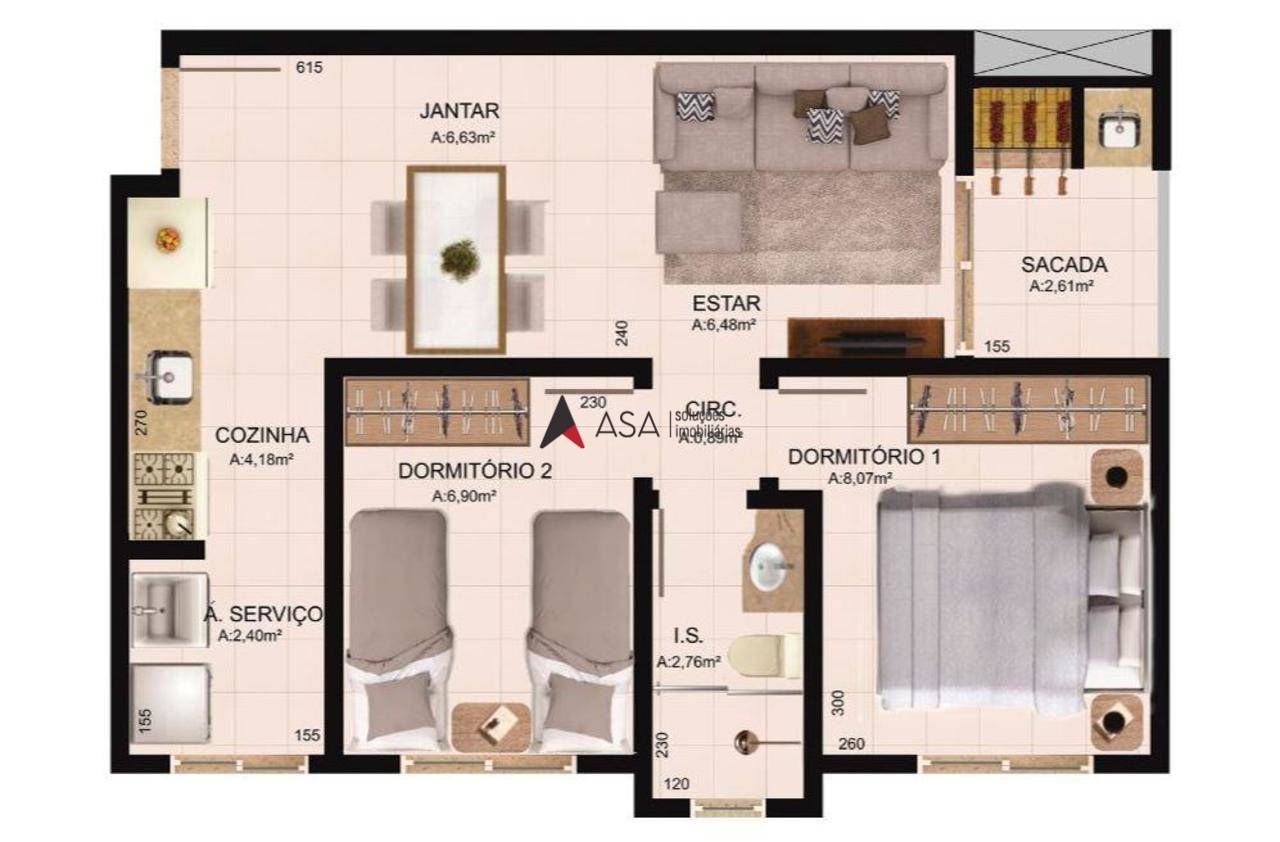 615
JANTAR
A:6,63m²
SACADA
A:2,61m²
ESTAR
A:6,48m²
240
155
230
CIRC.
A:0,89m²
ASA
soluções
imobiliárias
270
COZINHA
A:4,18m²
DORMITÓRIO 2
A:6,90m²
DORMITÓRIO 1
A:8,07m²
Á. SERVIÇO
A:2,40m²
I.S.
A:2,76m²
155
155
230
120
300
260